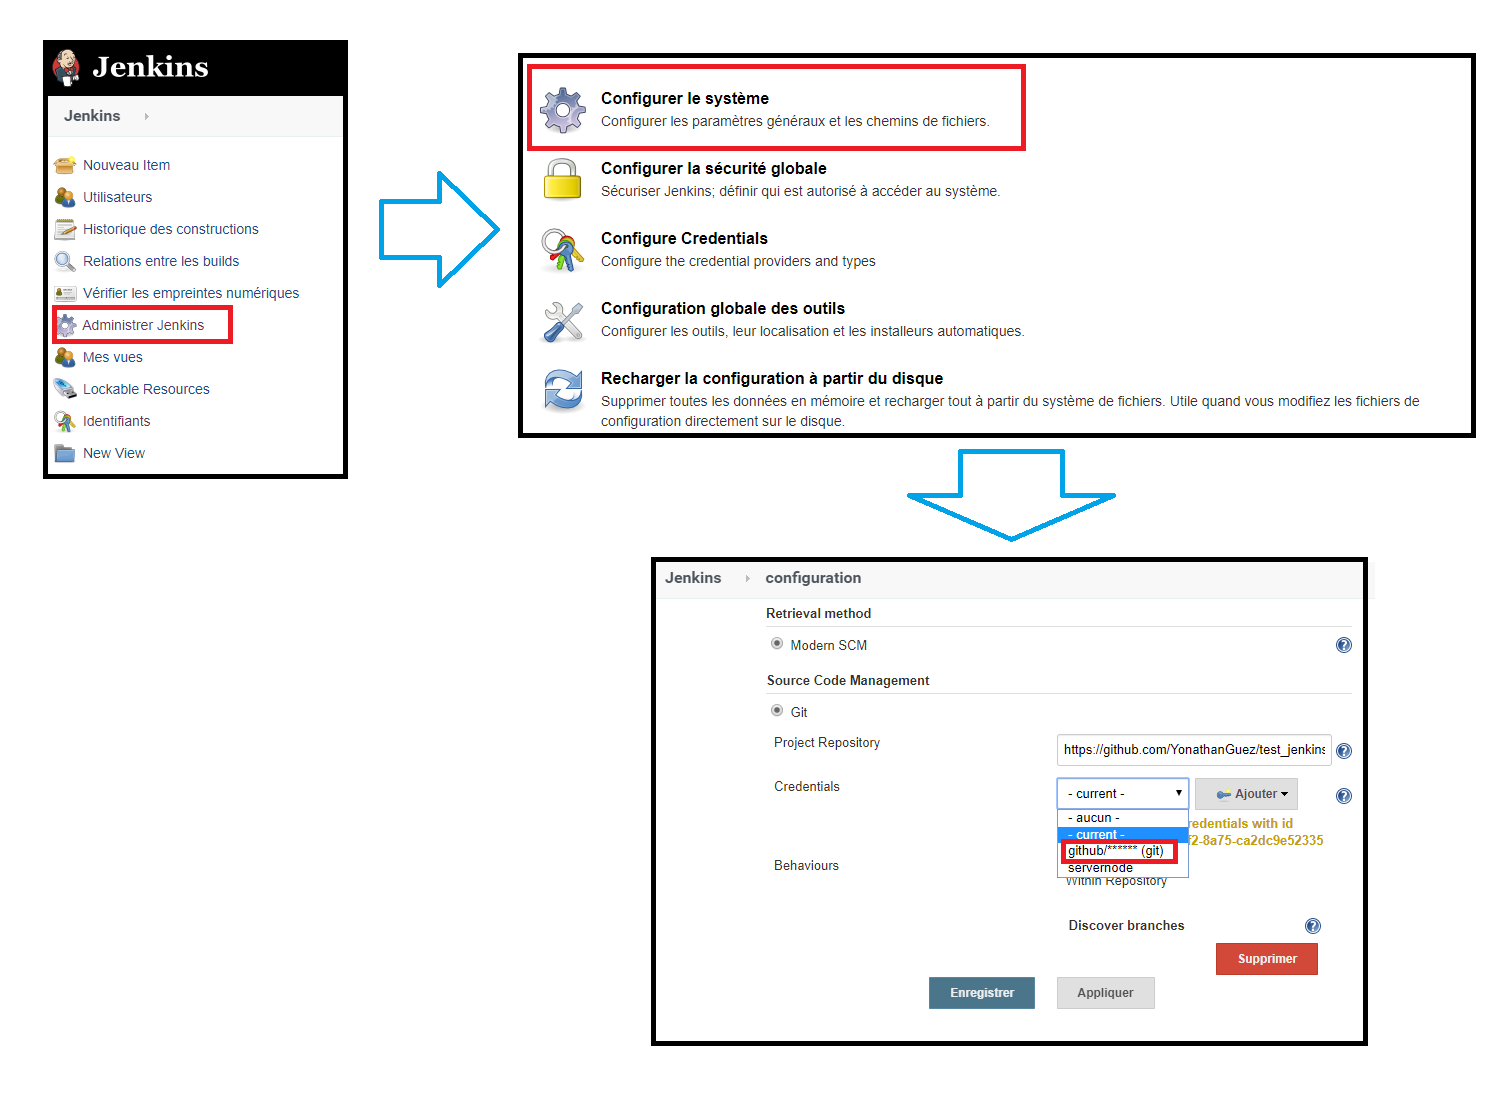 Jenkins
Jenkins
Nouveau Item
Utilisateurs
Historique des constructions
Relations entre les builds
Vérifier les empreintes numériques
Administrer Jenkins
Mes vues
Lockable Resources
Identifiants
New View
Configurer le système
Configurer les paramètres généraux et les chemins de fichiers.
Configurer la sécurité globale
Sécuriser Jenkins; définir qui est autorisé à accéder au système.
Configure Credentials
Configure the credential providers and types
Configuration globale des outils
Configurer les outils, leur localisation et les installeurs automatiques.
Recharger la configuration à partir du disque
Supprimer toutes les données en mémoire et recharger tout à partir du système de fichiers. Utile quand vous modifiez les fichiers de
configuration directement sur le disque.
Jenkins configuration
Retrieval method
Modern SCM
Source Code Management
Git
Project Repository
https://github.com/YonathanGuez/test_jenkins
Credentials
- current -
Ajouter
- aucun -
redentials with id
- current -
f2-8a75-ca2dc9e52335
github/****** (git)
servernode
Behaviours
Within Repository
Discover branches
Supprimer
Enregistrer
Appliquer